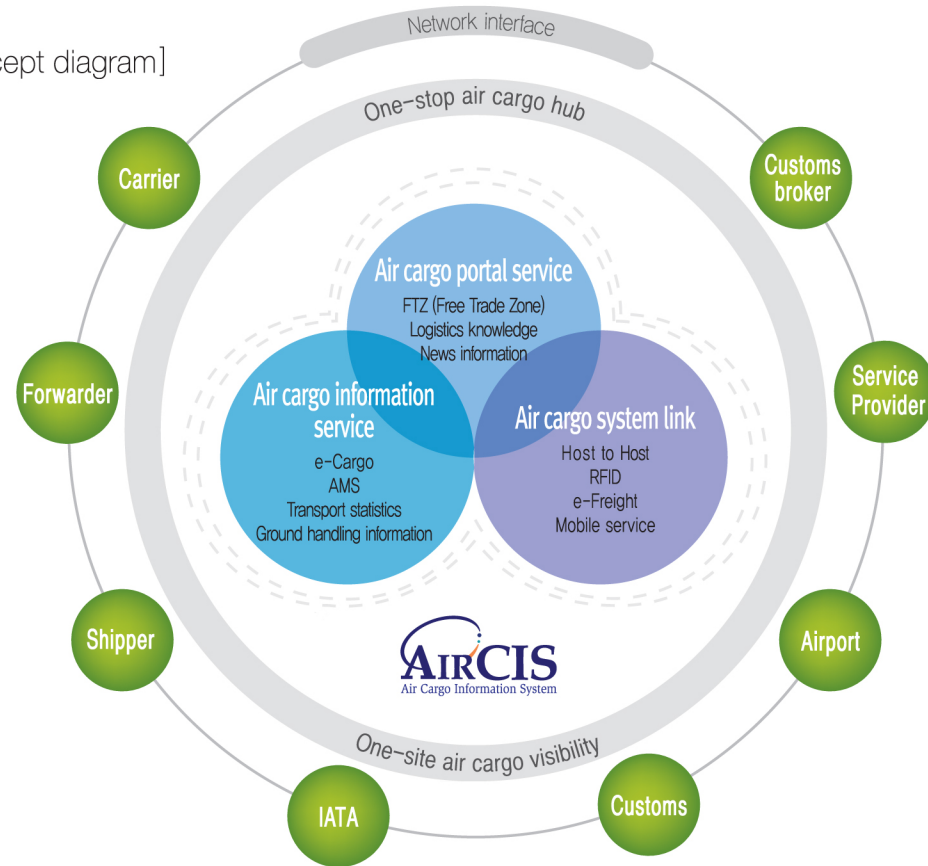 Network interface
cept diagram]
One-stop air cargo hub
Carrier
Customs
broker
Air cargo portal service
FTZ (Free Trade Zone)
Logistics knowledge
News information
Forwarder
Service
Provider
Air cargo information
service
e-Cargo
AMS
Transport statistics
Ground handling information
Air cargo system link
Host to Host
RFID
e-Freight
Mobile service
Shipper
Airport
AIRCIS
Air Cargo Information System
One-site air cargo visibility
IATA
Customs